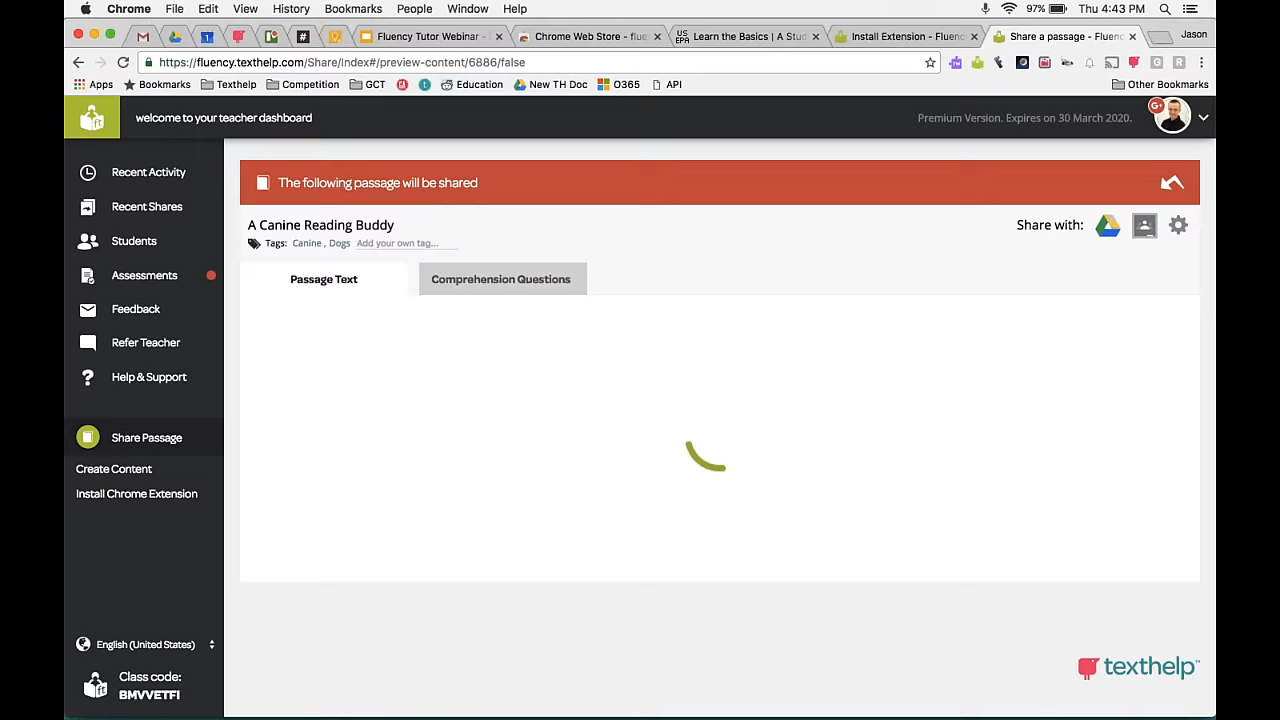 Chrome File Edit View History Bookmarks People Window Help 97% Thu 4:43 PM
Fluency Tutor Webinar - Chrome Web Store - flue Learn the Basics | A Stud Install Extension - Fluenc Share a passage - Fluenc Jason
https://fluency.texthelp.com/Share/Index#/preview-content/6886/false
Apps Bookmarks Texthelp Competition GCT Education New TH Doc O365 API Other Bookmarks
welcome to your teacher dashboard
Premium Version. Expires on 30 March 2020.
Recent Activity
Recent Shares
Students
Assessments
Feedback
Refer Teacher
Help & Support
Share Passage
Create Content
Install Chrome Extension
English (United States)
Class code:
BMVVETFI
The following passage will be shared
A Canine Reading Buddy
Share with:
Tags: Canine , Dogs Add your own tag...
Passage Text
Comprehension Questions
texthelp™